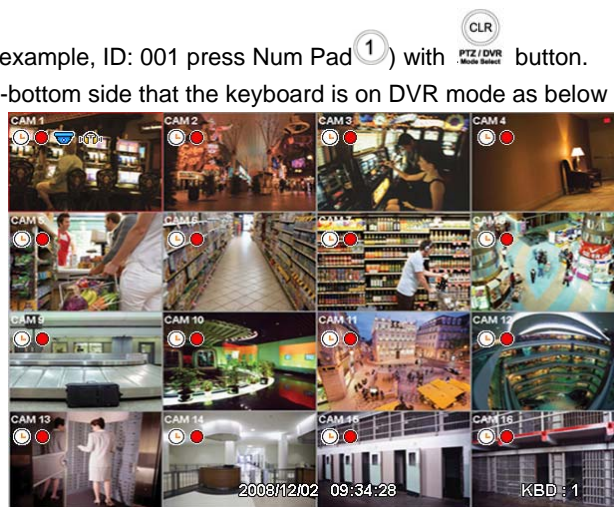 CLR
example, ID: 001 press Num Pad 1 ) with PTZ / DVR Mode Select button.
-bottom side that the keyboard is on DVR mode as below
CAM 1 CAM 2 CAM 3 CAM 4
CAM 5 CAM 6 CAM 7 CAM 8
CAM 9 CAM 10 CAM 11 CAM 12
CAM 13 CAM 14 CAM 15 CAM 16
2008/12/02 09:34:28 KBD : 1